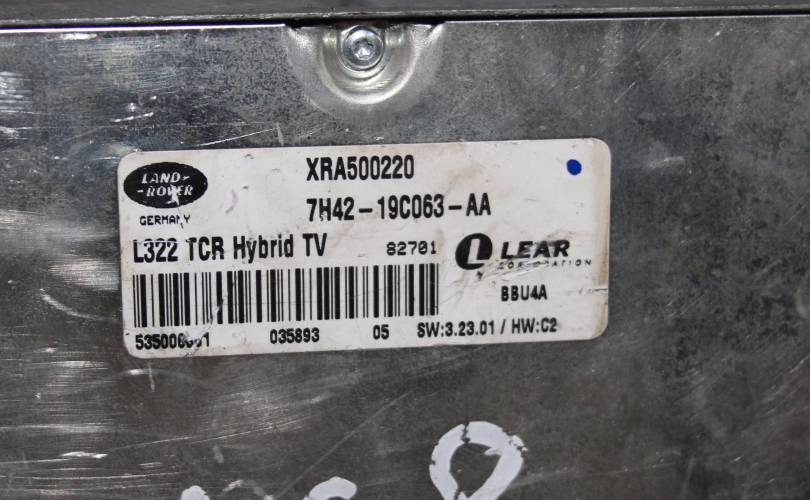 XRA500220
LAND-
-ROVER
7H42-19C063-AA
GERMANY
L322 TCR Hybrid TV 82701
LEAR
CORPORATION
BBU4A
035893 05 SW:3.23.01 / HW:C2